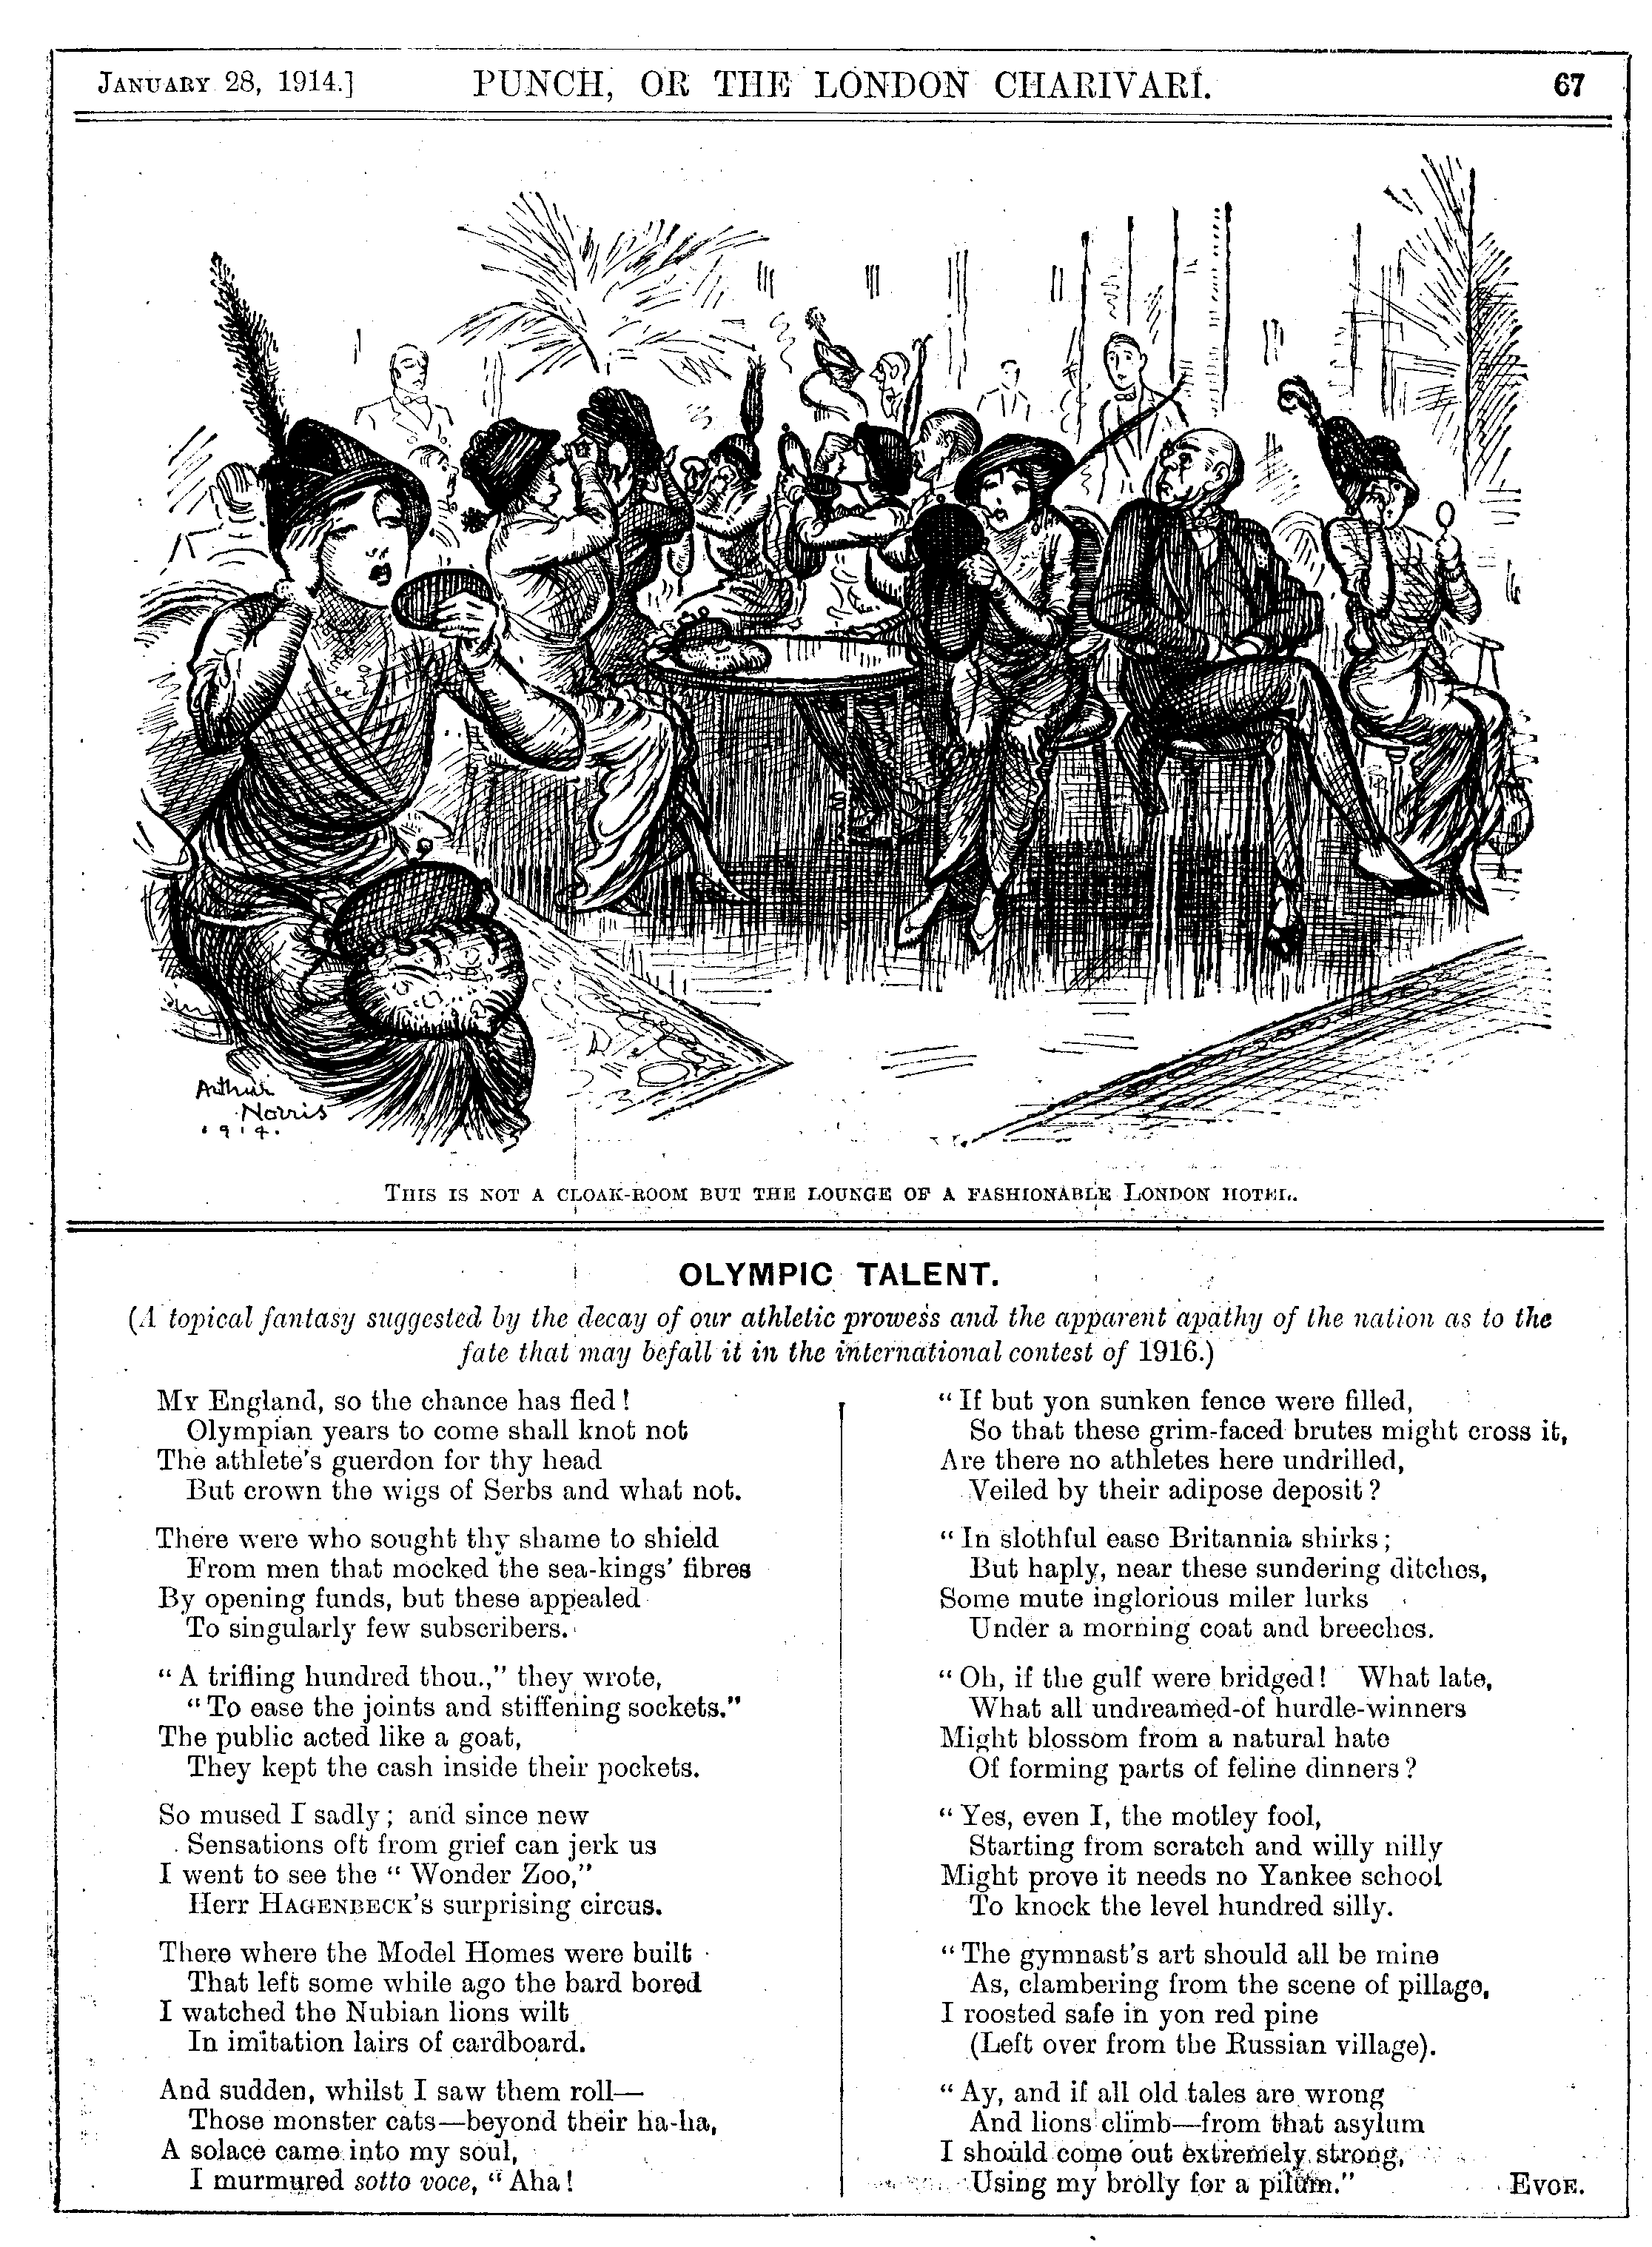 JANUARY 28, 1914.] PUNCH, OR THE LONDON CHARIVARI. 67
Arthur
Norris
1914.
THIS IS NOT A CLOAK-ROOM BUT THE LOUNGE OF A FASHIONABLE LONDON HOTEL.
OLYMPIC TALENT.
(A topical fantasy suggested by the decay of our athletic prowess and the apparent apathy of the nation as to the
fate that may befall it in the international contest of 1916.)
MY England, so the chance has fled!
Olympian years to come shall knot not
The athlete's guerdon for thy head
But crown the wigs of Serbs and what not.
There were who sought thy shame to shield
From men that mocked the sea-kings' fibres
By opening funds, but these appealed
To singularly few subscribers.
"A trifling hundred thou.," they wrote,
"To ease the joints and stiffening sockets."
The public acted like a goat,
They kept the cash inside their pockets.
So mused I sadly; and since new
Sensations oft from grief can jerk us
I went to see the "Wonder Zoo,"
Herr HAGENBECK'S surprising circus.
There where the Model Homes were built
That left some while ago the bard bored
I watched the Nubian lions wilt
In imitation lairs of cardboard.
And sudden, whilst I saw them roll—
Those monster cats—beyond their ha-ha,
A solace came into my soul,
I murmured sotto voce, "Aha!
"If but yon sunken fence were filled,
So that these grim-faced brutes might cross it,
Are there no athletes here undrilled,
Veiled by their adipose deposit?
"In slothful ease Britannia shirks;
But haply, near these sundering ditches,
Some mute inglorious miler lurks
Under a morning coat and breeches.
"Oh, if the gulf were bridged! What late,
What all undreamed-of hurdle-winners
Might blossom from a natural hate
Of forming parts of feline dinners?
"Yes, even I, the motley fool,
Starting from scratch and willy nilly
Might prove it needs no Yankee school
To knock the level hundred silly.
"The gymnast's art should all be mine
As, clambering from the scene of pillage,
I roosted safe in yon red pine
(Left over from the Russian village).
"Ay, and if all old tales are wrong
And lions climb—from that asylum
I should come out extremely strong,
Using my brolly for a pilum." EVOE.